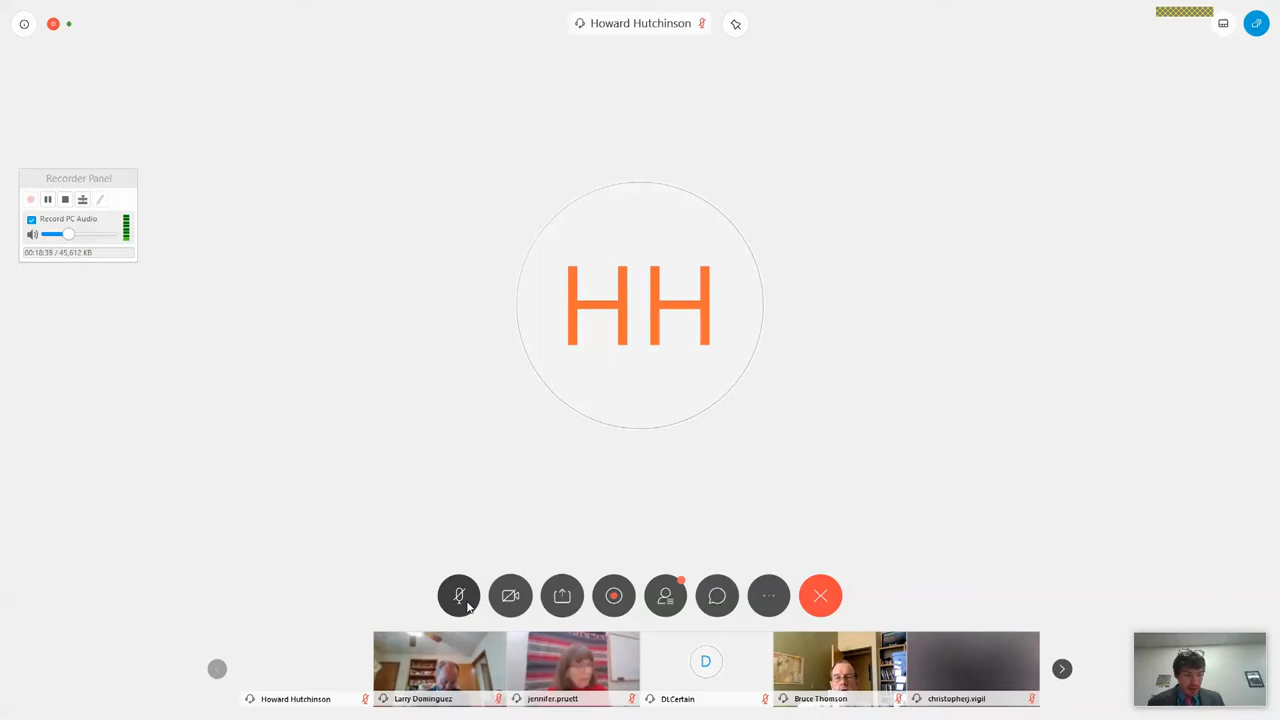 Howard Hutchinson
Recorder Panel
Record PC Audio
00:18:39 / 45,612 KB
HH
D
Howard Hutchinson
Larry Dominguez
jennifer.pruett
DLCertain
Bruce Thomson
christopherj.vigil